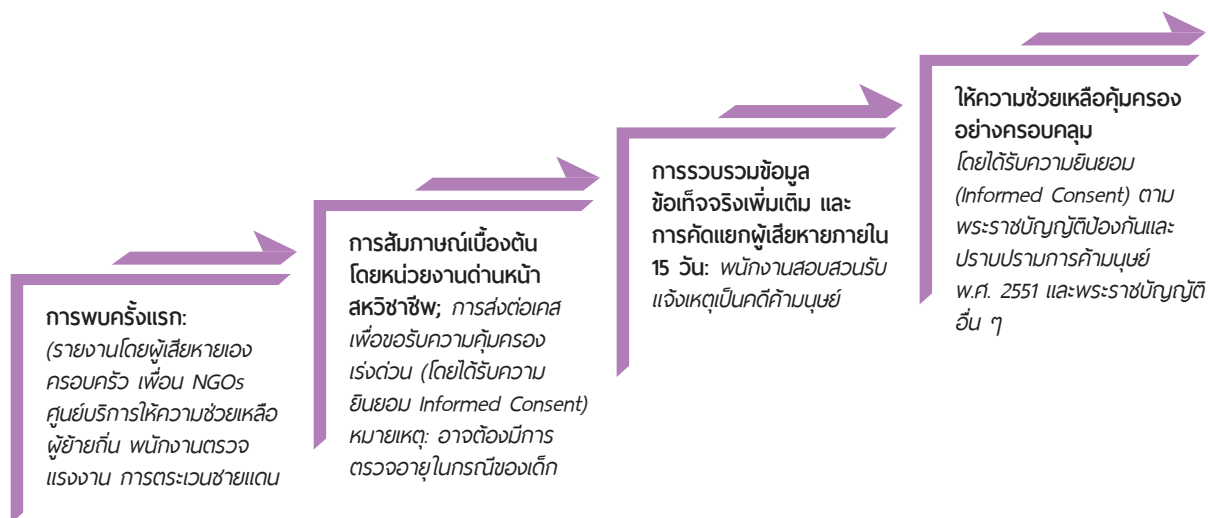 การพบครั้งแรก:
(รายงานโดยผู้เสียหายเอง
ครอบครัว เพื่อน NGOs
ศูนย์บริการให้ความช่วยเหลือ
ผู้ย้ายถิ่น พนักงานตรวจ
แรงงาน การตระเวนชายแดน
การสัมภาษณ์เบื้องต้น
โดยหน่วยงานด่านหน้า
สหวิชาชีพ; การส่งต่อเคส
เพื่อขอรับความคุ้มครอง
เร่งด่วน (โดยได้รับความ
ยินยอม Informed Consent)
หมายเหตุ: อาจต้องมีการ
ตรวจอายุในกรณีของเด็ก
การรวบรวมข้อมูล
ข้อเท็จจริงเพิ่มเติม และ
การคัดแยกผู้เสียหายภายใน
15 วัน: พนักงานสอบสวนรับ
แจ้งเหตุเป็นคดีค้ามนุษย์
ให้ความช่วยเหลือคุ้มครอง
อย่างครอบคลุม
โดยได้รับความยินยอม
(Informed Consent) ตาม
พระราชบัญญัติป้องกันและ
ปราบปรามการค้ามนุษย์
พ.ศ. 2551 และพระราชบัญญัติ
อื่น ๆ